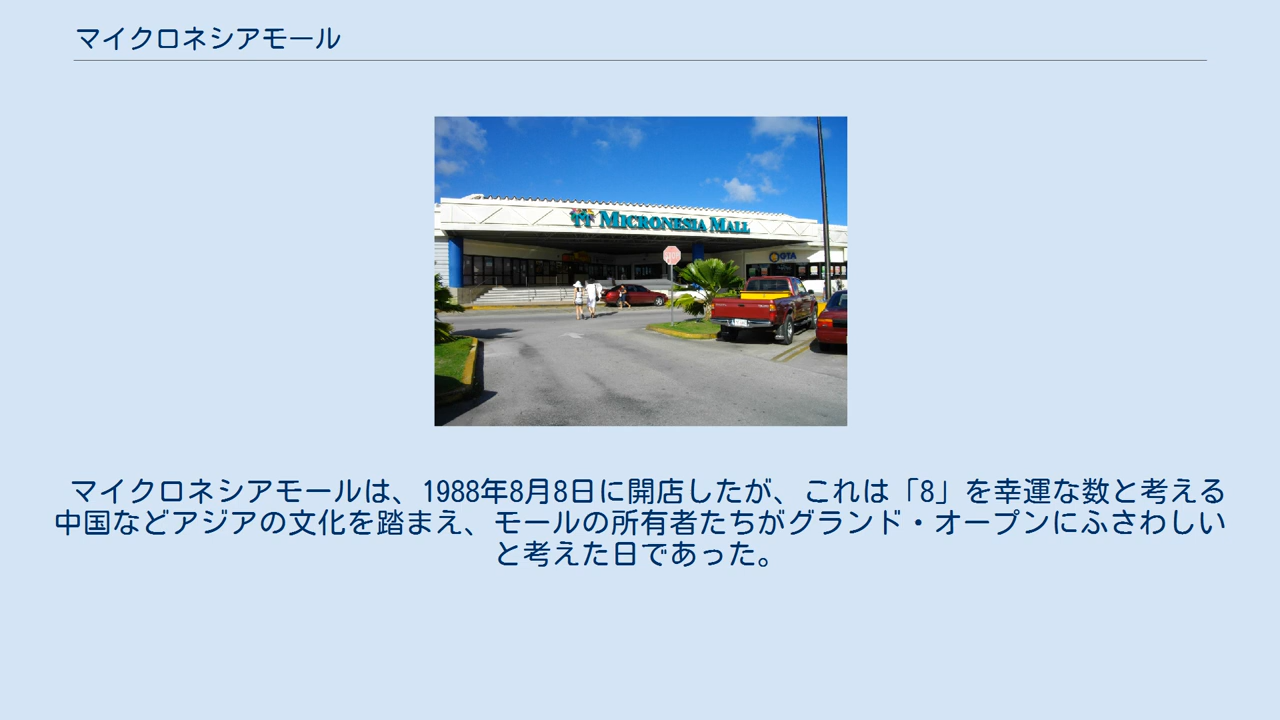 マイクロネシアモール
MICRONESIA MALL
GTA
マイクロネシアモールは、1988年8月8日に開店したが、これは「8」を幸運な数と考える
中国などアジアの文化を踏まえ、モールの所有者たちがグランド・オープンにふさわしい
と考えた日であった。